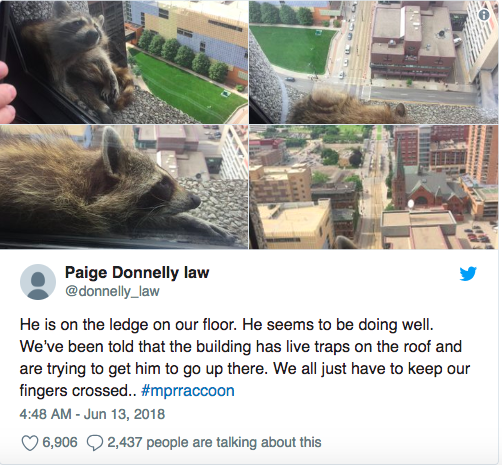 Paige Donnelly law
@donnelly_law
He is on the ledge on our floor. He seems to be doing well.
We've been told that the building has live traps on the roof and
are trying to get him to go up there. We all just have to keep our
fingers crossed.. #mprraccoon
4:48 AM - Jun 13, 2018
6,906 2,437 people are talking about this